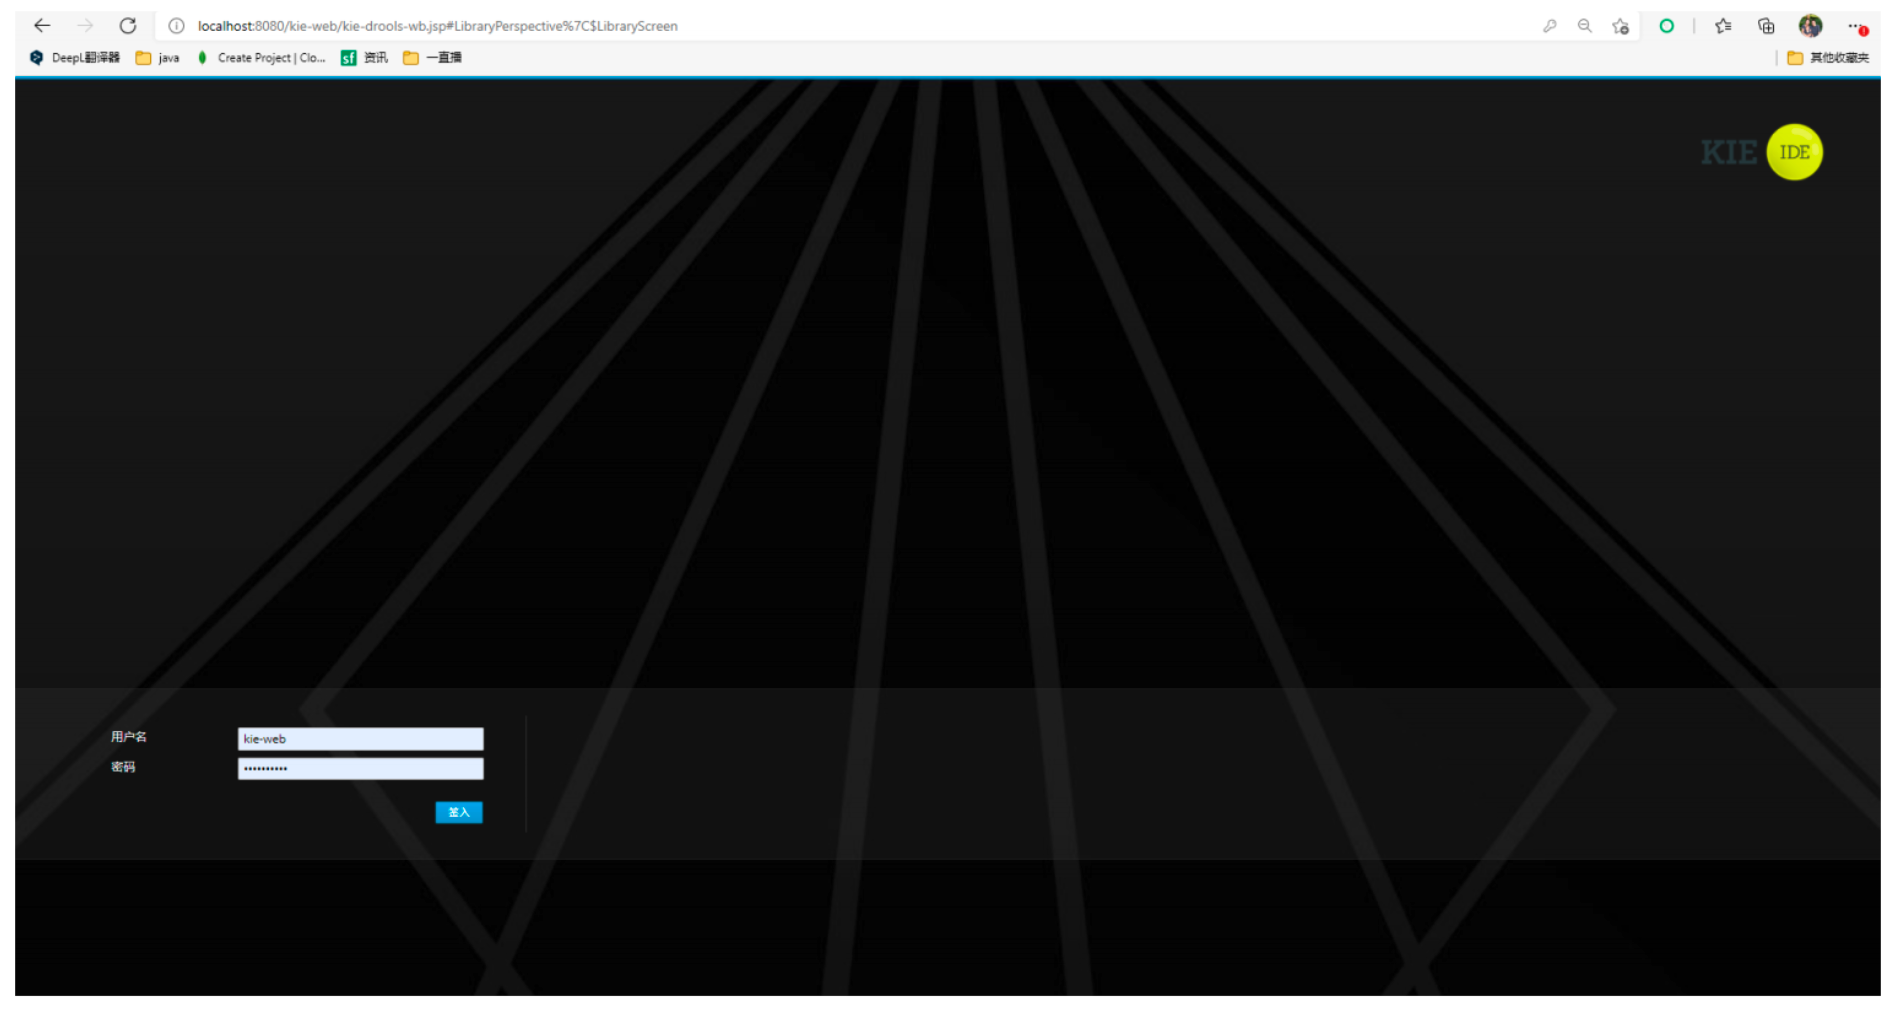 localhost:8080/kie-web/kie-drools-wb.jsp#LibraryPerspective%7C$LibraryScreen
DeepL翻译器 java Create Project | Clo... sf 资讯 一直播 其他收藏夹
KIE IDE
用户名 kie-web
密码 ••••••••••
签入